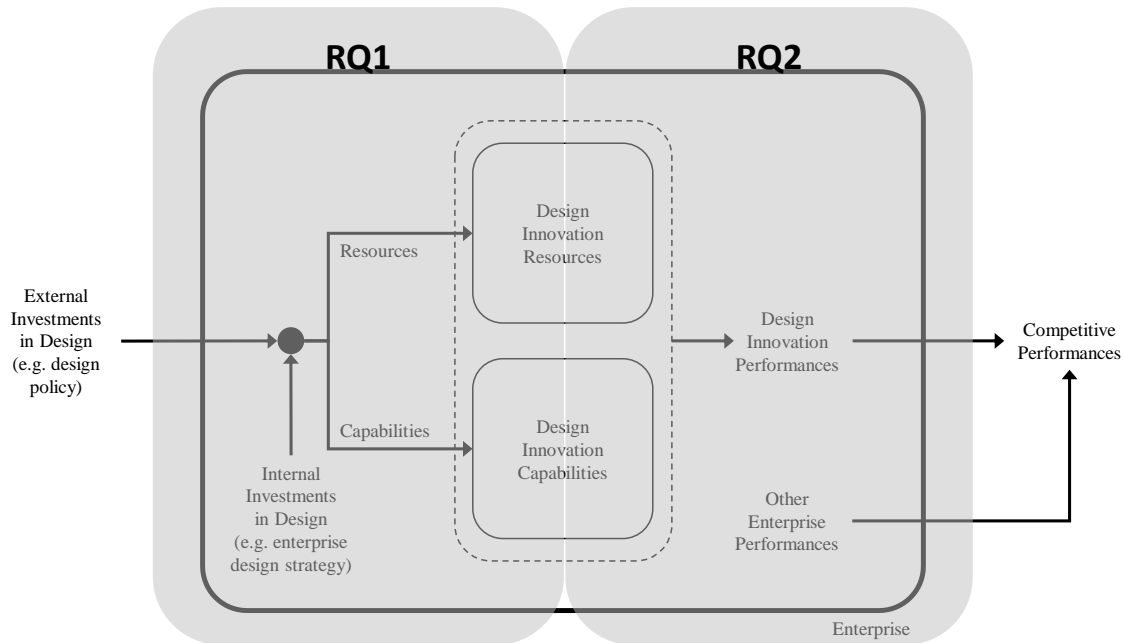 RQ1
RQ2
Design
Innovation
Resources
Resources
External
Investments
in Design
(e.g. design
policy)
Design
Innovation
Performances
Competitive
Performances
Capabilities
Design
Innovation
Capabilities
Internal
Investments
in Design
(e.g. enterprise
design strategy)
Other
Enterprise
Performances
Enterprise